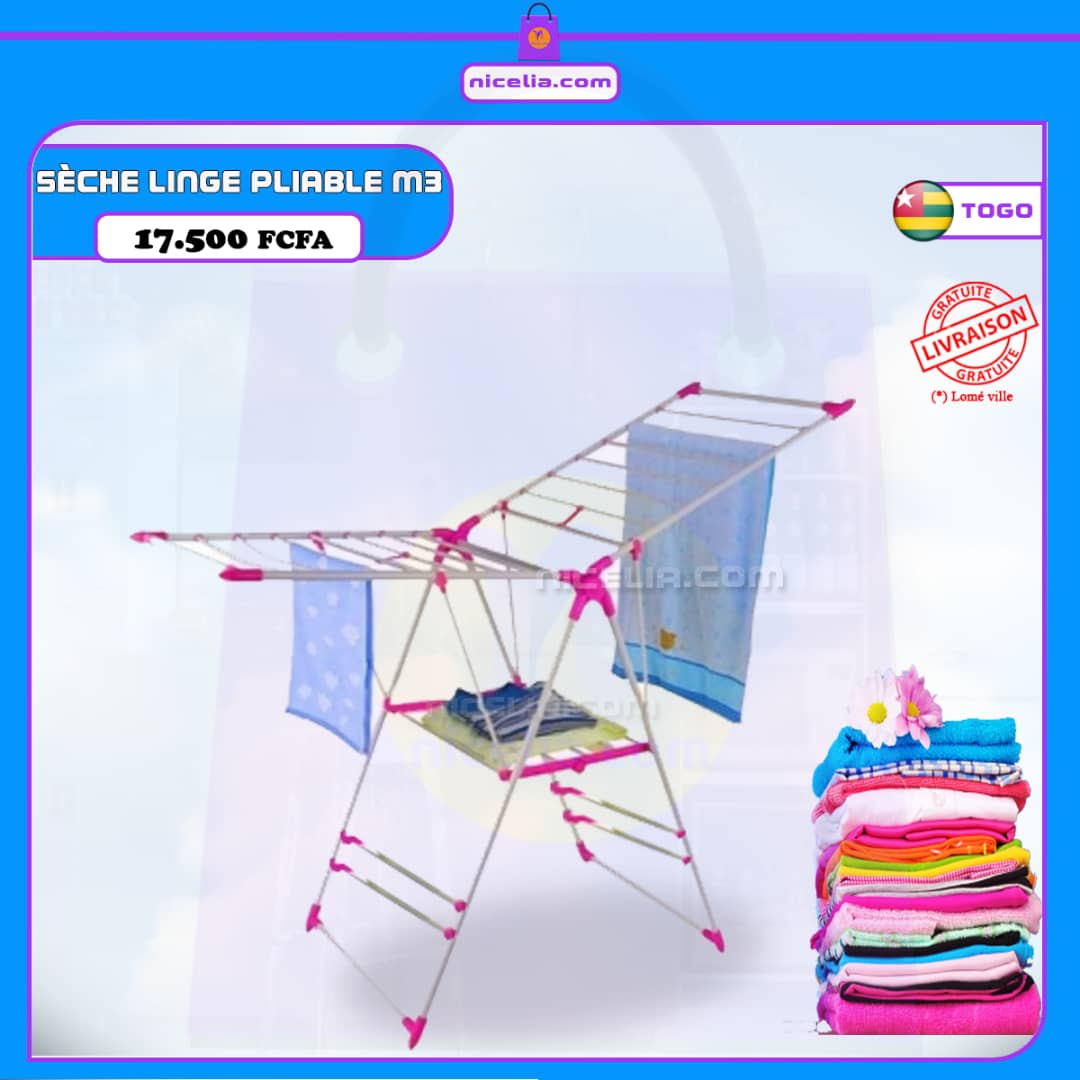 nicelia.com
SÈCHE LINGE PLIABLE M3
17.500 FCFA
TOGO
GRATUITE
LIVRAISON
GRATUITE
(*) Lomé ville
NICELIA.COM